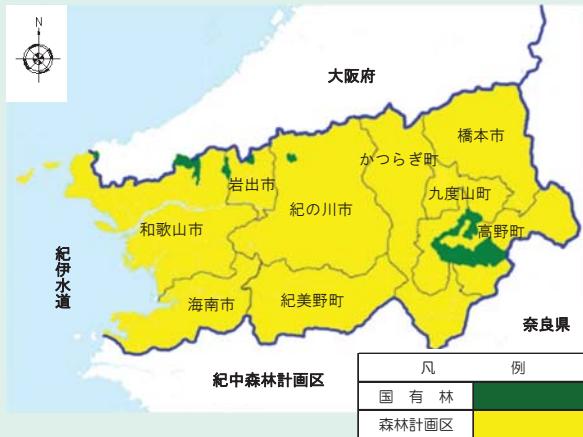 N
大阪府
橋本市
かつらぎ町
岩出市
九度山町
紀の川市
和歌山市
高野町
紀伊水道
海南市
紀美野町
奈良県
紀中森林計画区
凡 例
国 有 林
森林計画区